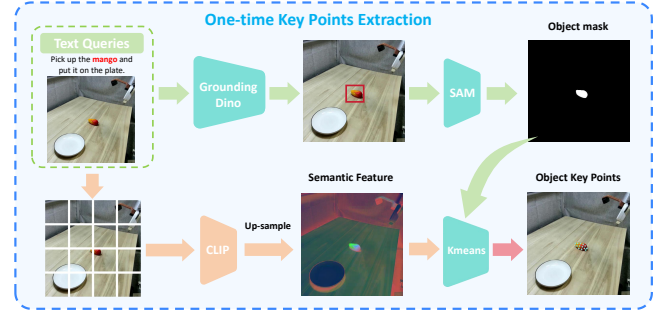 One-time Key Points Extraction
Text Queries
Pick up the mango and
put it on the plate.
Grounding
Dino
SAM
Object mask
Semantic Feature
Object Key Points
Up-sample
CLIP
Kmeans